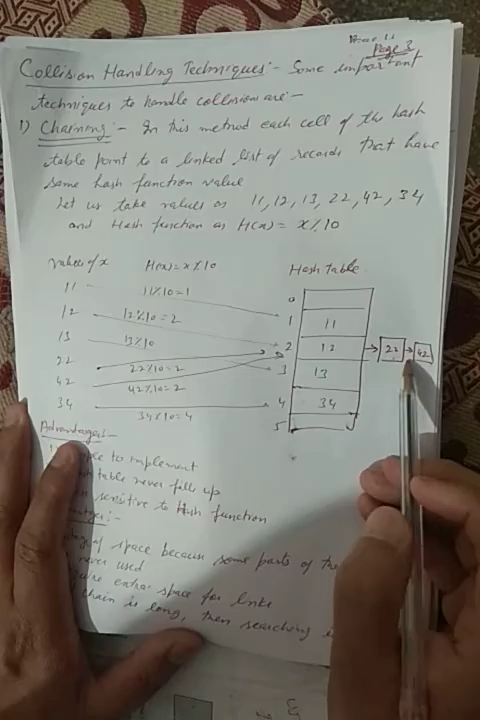 Page 3
Collision Handling Techniques:- Some important
techniques to handle collosion are:-
1) Chaining:- In this method each cell of the hash
table point to a linked list of records that have
same hash function value
Let us take values as 11, 12, 13, 22, 42, 34
and Hash function as H(x) = x%10
values of x H(x) = x%10 Hash table
0
11 11%10=1 1 11
12 12%10=2 2 12 22 42
13 13%10 3 13
22 22%10=2
42 42%10=2
34 34%10=4 4 34
5
Advantages:-
to implement
table never fill up
sensitive to Hash function
of space because some parts of the
never used
extra space for links
chain is long, then searching